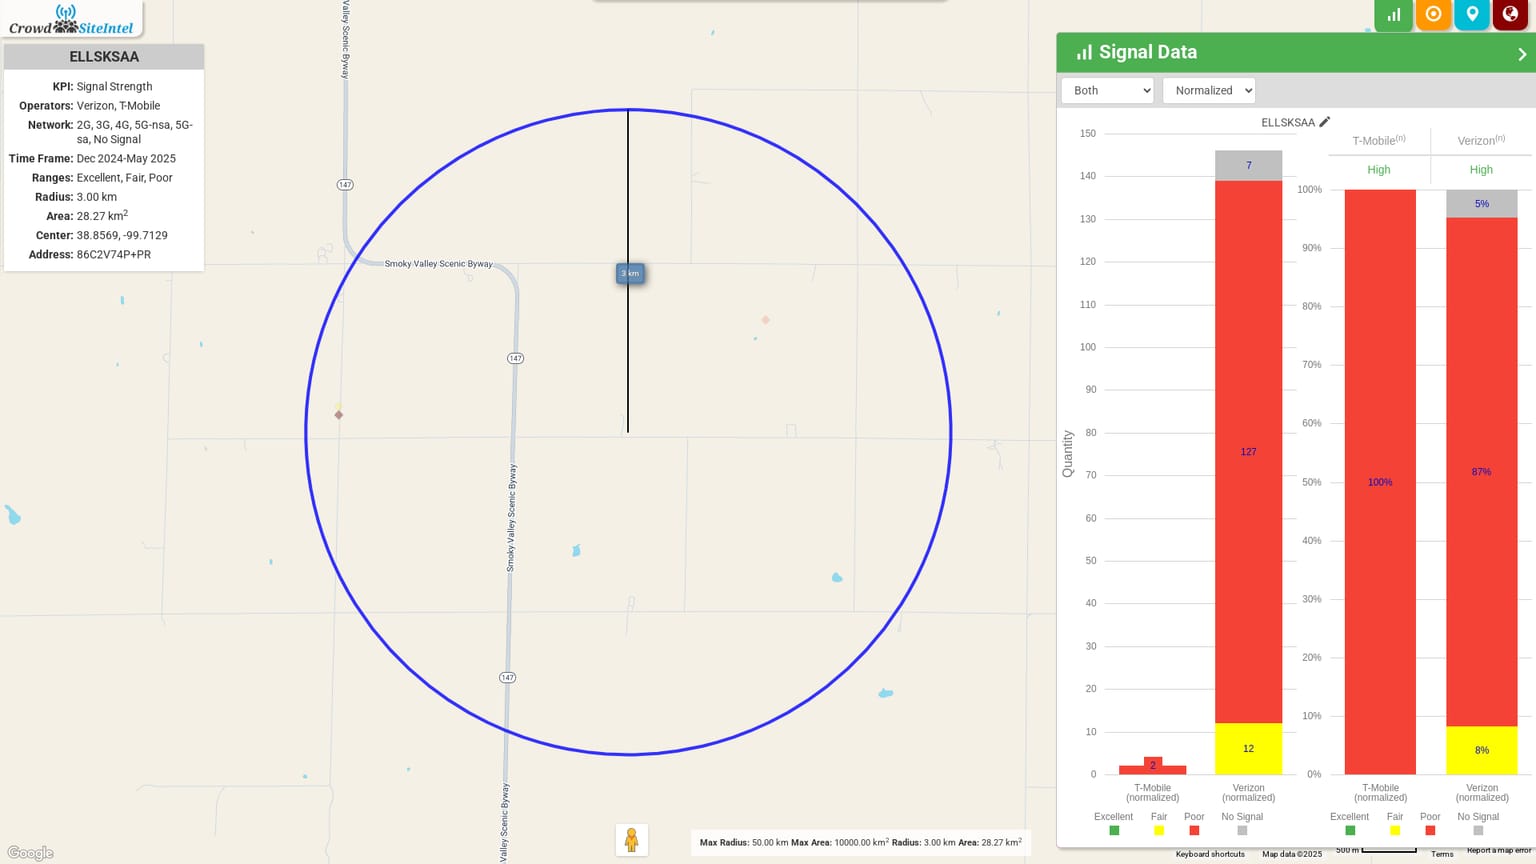 Crowd SiteIntel
ELLSKSAA
KPI: Signal Strength
Operators: Verizon, T-Mobile
Network: 2G, 3G, 4G, 5G-nsa, 5G-
sa, No Signal
Time Frame: Dec 2024-May 2025
Ranges: Excellent, Fair, Poor
Radius: 3.00 km
Area: 28.27 km2
Center: 38.8569, -99.7129
Address: 86C2V74P+PR
Valley Scenic Byway
147
Smoky Valley Scenic Byway
3 km
147
Smoky Valley Scenic Byway
147
Valley Scenic Byway
Google
Max Radius: 50.00 km Max Area: 10000.00 km2 Radius: 3.00 km Area: 28.27 km2
Signal Data
Both Normalized
ELLSKSAA
T-Mobile(n) Verizon(n)
High High
Quantity
150
140
130
120
110
100
90
80
70
60
50
40
30
20
10
0
2
7
127
12
T-Mobile
(normalized)
Verizon
(normalized)
Excellent Fair Poor No Signal
100%
90%
80%
70%
60%
50%
40%
30%
20%
10%
0%
100%
5%
87%
8%
T-Mobile
(normalized)
Verizon
(normalized)
Excellent Fair Poor No Signal
Keyboard shortcuts Map data ©2025 500 m Terms Report a map error